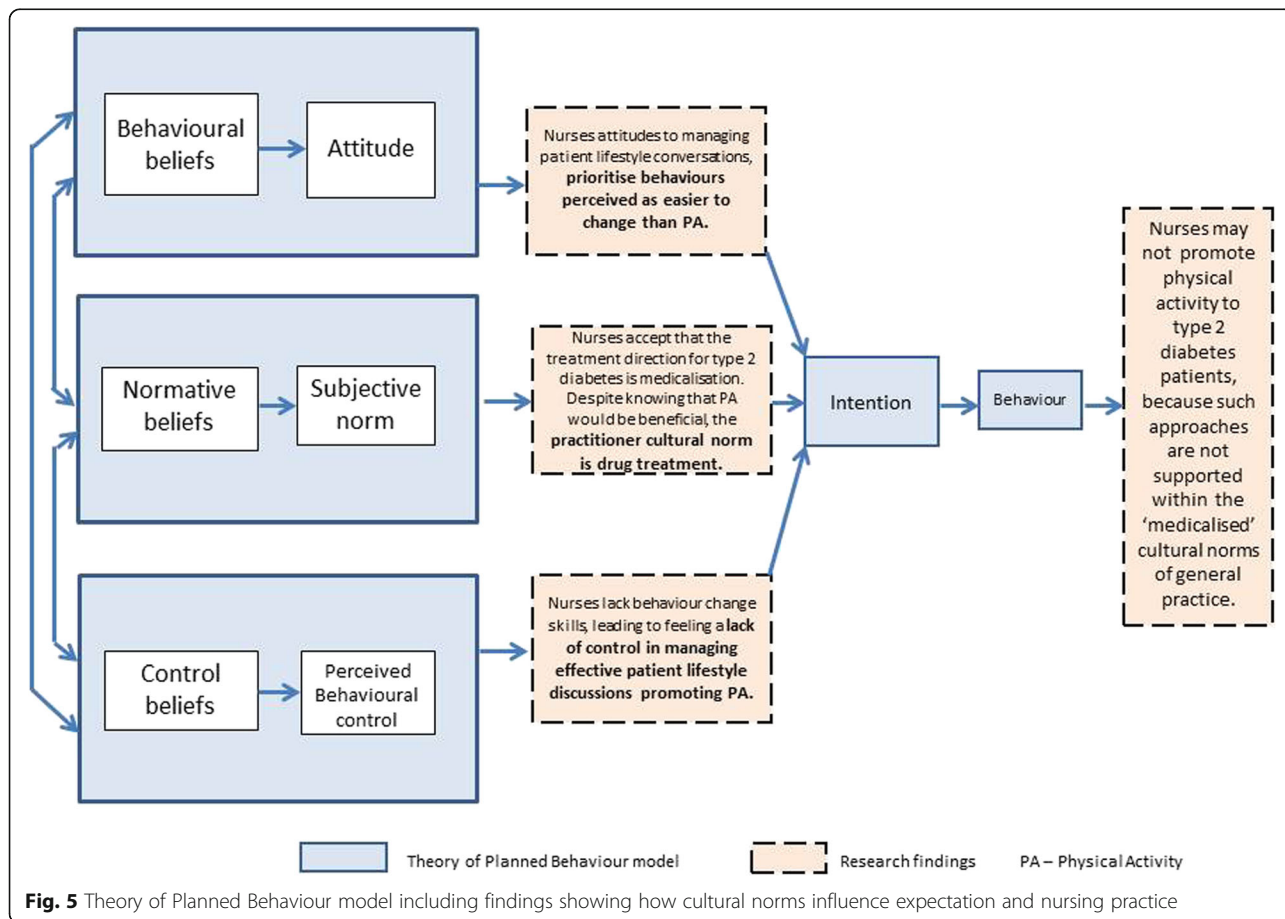 Behavioural
beliefs
Attitude
Nurses attitudes to managing
patient lifestyle conversations,
prioritise behaviours
perceived as easier to
change than PA.
Normative
beliefs
Subjective
norm
Nurses accept that the
treatment direction for type 2
diabetes is medicalisation.
Despite knowing that PA
would be beneficial, the
practitioner cultural norm
is drug treatment.
Control
beliefs
Perceived
Behavioural
control
Nurses lack behaviour change
skills, leading to feeling a lack
of control in managing
effective patient lifestyle
discussions promoting PA.
Intention
Behaviour
Nurses may
not promote
physical
activity to
type 2
diabetes
patients,
because such
approaches
are not
supported
within the
‘medicalised’
cultural norms
of general
practice.
Theory of Planned Behaviour model
Research findings
PA – Physical Activity
Fig. 5 Theory of Planned Behaviour model including findings showing how cultural norms influence expectation and nursing practice